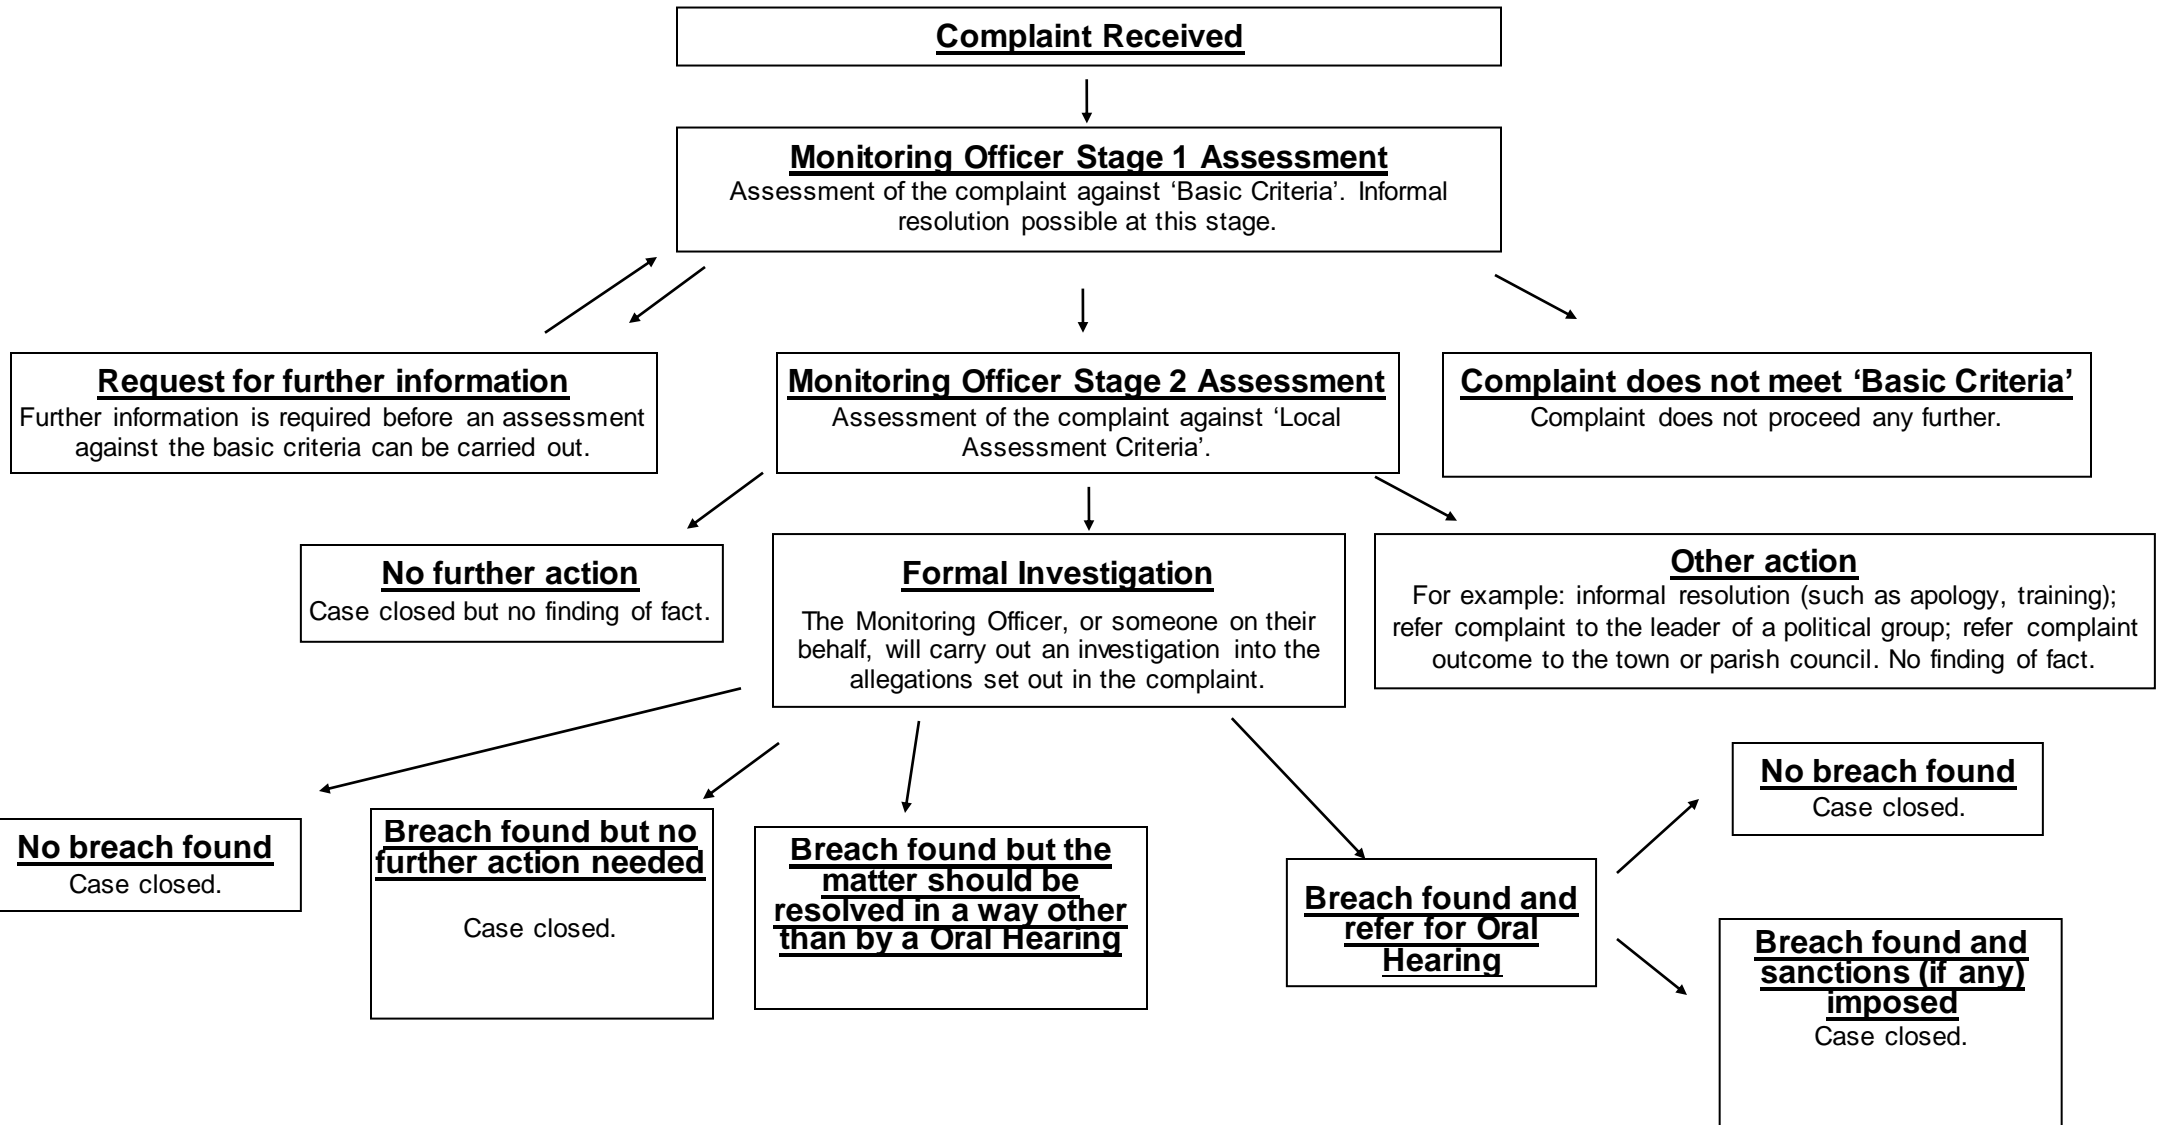 Complaint Received
Monitoring Officer Stage 1 Assessment
Assessment of the complaint against ‘Basic Criteria’. Informal
resolution possible at this stage.
Request for further information
Further information is required before an assessment
against the basic criteria can be carried out.
Monitoring Officer Stage 2 Assessment
Assessment of the complaint against ‘Local
Assessment Criteria’.
Complaint does not meet ‘Basic Criteria’
Complaint does not proceed any further.
No further action
Case closed but no finding of fact.
Formal Investigation
The Monitoring Officer, or someone on their
behalf, will carry out an investigation into the
allegations set out in the complaint.
Other action
For example: informal resolution (such as apology, training);
refer complaint to the leader of a political group; refer complaint
outcome to the town or parish council. No finding of fact.
No breach found
Case closed.
Breach found but no
further action needed
Case closed.
Breach found but the
matter should be
resolved in a way other
than by a Oral Hearing
Breach found and
refer for Oral
Hearing
No breach found
Case closed.
Breach found and
sanctions (if any)
imposed
Case closed.